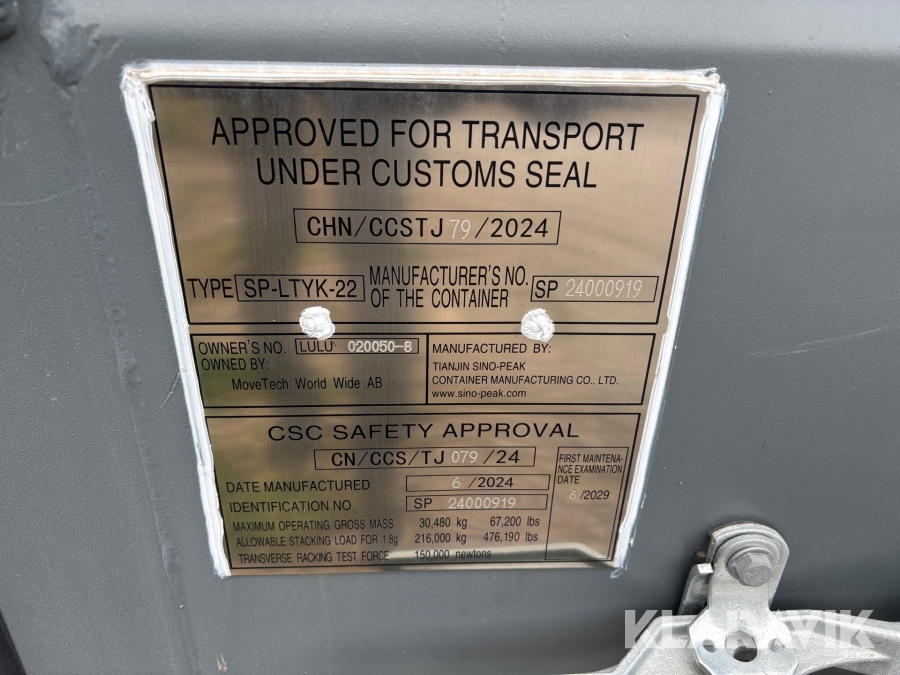 APPROVED FOR TRANSPORT
UNDER CUSTOMS SEAL
CHN/CCSTJ 79 /2024
TYPE SP-LTYK-22 MANUFACTURER'S NO. OF THE CONTAINER SP 24000919
OWNER'S NO. LULU 020050-8
OWNED BY:
MoveTech World Wide AB
MANUFACTURED BY:
TIANJIN SINO-PEAK
CONTAINER MANUFACTURING CO., LTD.
www.sino-peak.com
CSC SAFETY APPROVAL
CN/CCS/TJ 079 /24
DATE MANUFACTURED 6 /2024
IDENTIFICATION NO. SP 24000919
MAXIMUM OPERATING GROSS MASS 30,480 kg 67,200 lbs
ALLOWABLE STACKING LOAD FOR 1.8g 216,000 kg 476,190 lbs
TRANSVERSE RACKING TEST FORCE 150,000 newtons
FIRST MAINTENA-
NCE EXAMINATION
DATE
6/2029
KLARAVIK